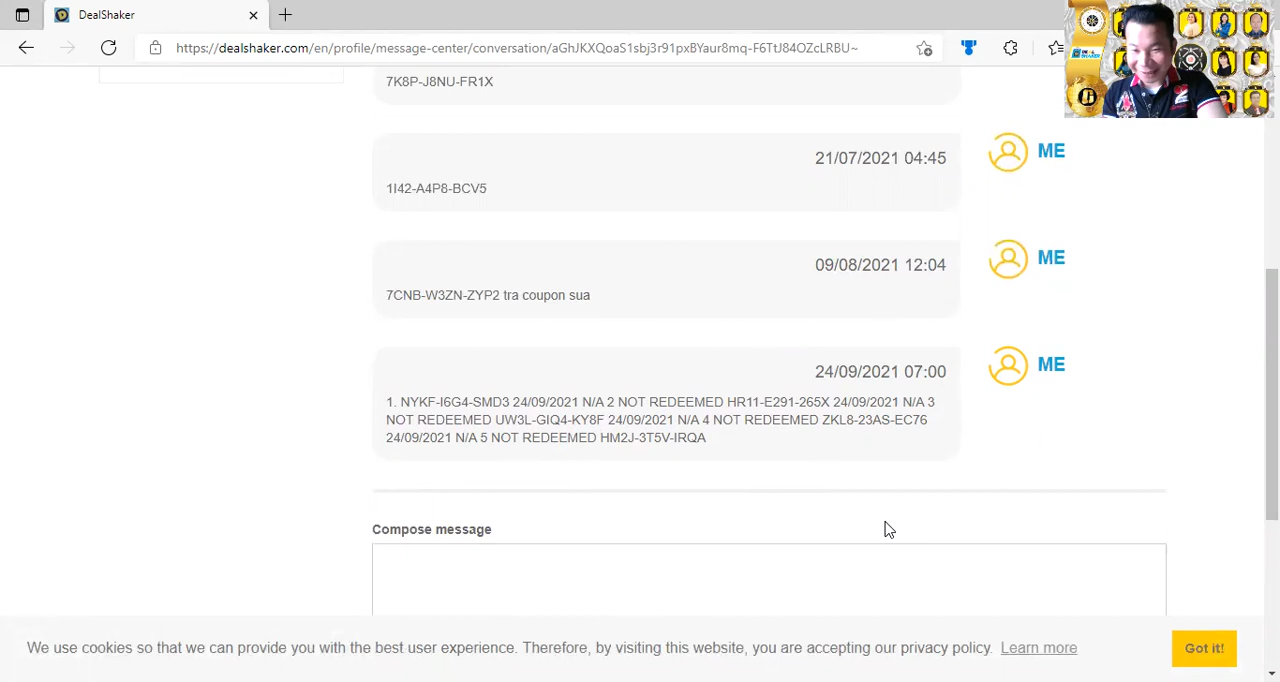 DealShaker
https://dealshaker.com/en/profile/message-center/conversation/aGhJKXQoaS1sbj3r91pxBYaur8mq-F6TtJ84OZcLRBU~
7K8P-J8NU-FR1X
21/07/2021 04:45
ME
1I42-A4P8-BCV5
09/08/2021 12:04
ME
7CNB-W3ZN-ZYP2 tra coupon sua
24/09/2021 07:00
ME
1. NYKF-I6G4-SMD3 24/09/2021 N/A 2 NOT REDEEMED HR11-E291-265X 24/09/2021 N/A 3
NOT REDEEMED UW3L-GIQ4-KY8F 24/09/2021 N/A 4 NOT REDEEMED ZKL8-23AS-EC76
24/09/2021 N/A 5 NOT REDEEMED HM2J-3T5V-IRQA
Compose message
We use cookies so that we can provide you with the best user experience. Therefore, by visiting this website, you are accepting our privacy policy. Learn more
Got it!